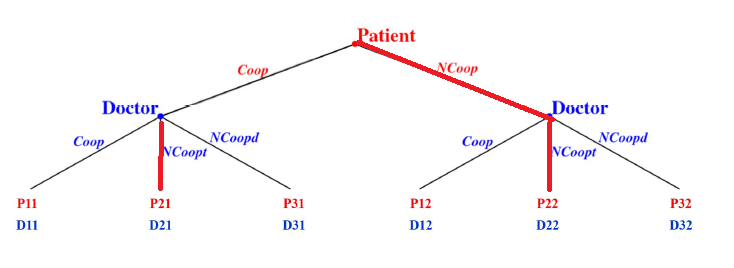 Patient
Coop NCoop
Doctor Doctor
Coop NCoopt NCoopd Coop NCoopt NCoopd
P11 P21 P31 P12 P22 P32
D11 D21 D31 D12 D22 D32